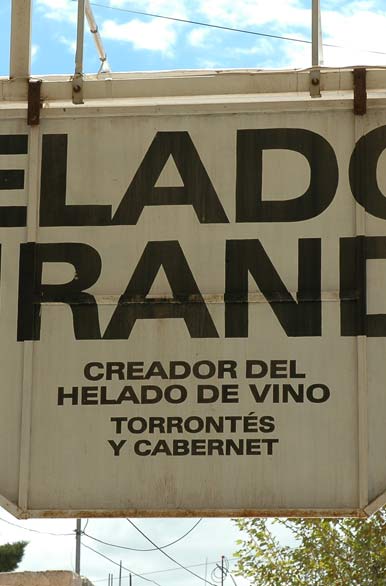 ELADO
RAND
CREADOR DEL
HELADO DE VINO
TORRONTÉS
Y CABERNET